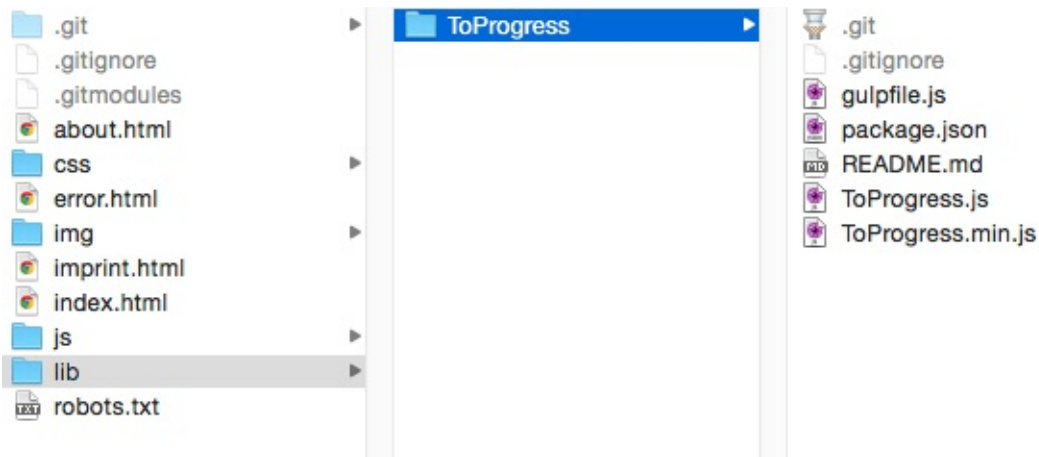 .git
.gitignore
.gitmodules
about.html
css
error.html
img
imprint.html
index.html
js
lib
robots.txt
ToProgress
.git
.gitignore
gulpfile.js
package.json
README.md
ToProgress.js
ToProgress.min.js